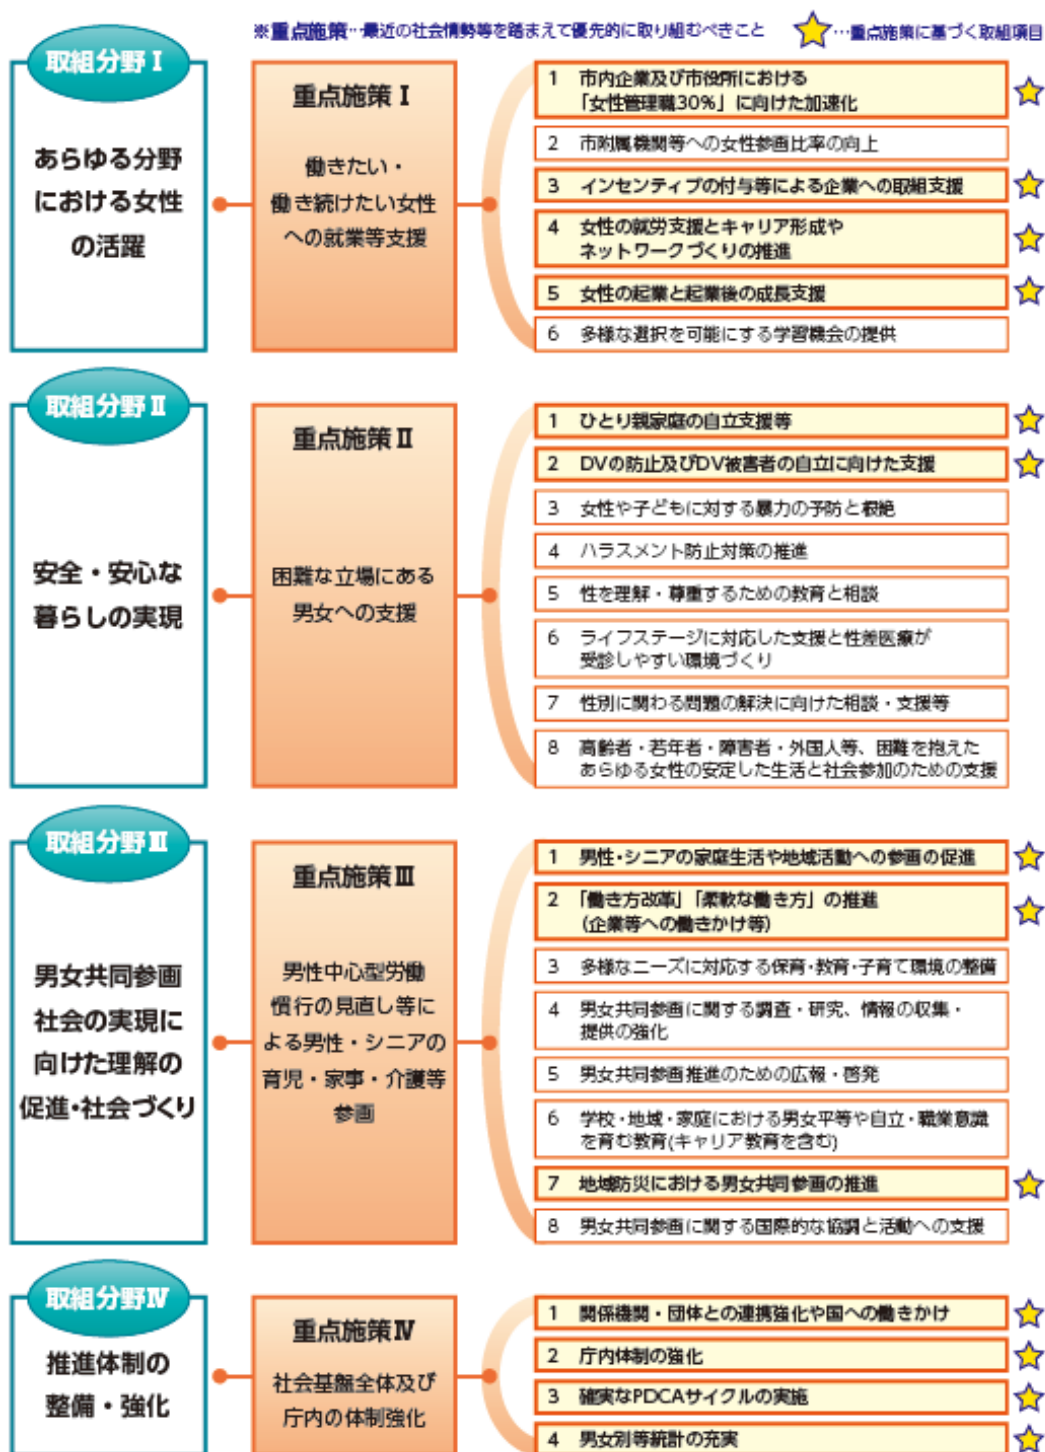 ※重点施策…最近の社会情勢等を踏まえて優先的に取り組むべきこと
…重点施策に基づく取組項目
取組分野Ⅰ
あらゆる分野
における女性
の活躍
重点施策Ⅰ
働きたい・
働き続けたい女性
への就業等支援
1 市内企業及び市役所における
「女性管理職30%」に向けた加速化
2 市附属機関等への女性参画比率の向上
3 インセンティブの付与等による企業への取組支援
4 女性の就労支援とキャリア形成や
ネットワークづくりの推進
5 女性の起業と起業後の成長支援
6 多様な選択を可能にする学習機会の提供
取組分野Ⅱ
安全・安心な
暮らしの実現
重点施策Ⅱ
困難な立場にある
男女への支援
1 ひとり親家庭の自立支援等
2 DVの防止及びDV被害者の自立に向けた支援
3 女性や子どもに対する暴力の予防と根絶
4 ハラスメント防止対策の推進
5 性を理解・尊重するための教育と相談
6 ライフステージに対応した支援と性差医療が
受診しやすい環境づくり
7 性別に関わる問題の解決に向けた相談・支援等
8 高齢者・若年者・障害者・外国人等、困難を抱えた
あらゆる女性の安定した生活と社会参加のための支援
取組分野Ⅲ
男女共同参画
社会の実現に
向けた理解の
促進・社会づくり
重点施策Ⅲ
男性中心型労働
慣行の見直し等に
よる男性・シニアの
育児・家事・介護等
参画
1 男性・シニアの家庭生活や地域活動への参画の促進
2 「働き方改革」「柔軟な働き方」の推進
(企業等への働きかけ等)
3 多様なニーズに対応する保育・教育・子育て環境の整備
4 男女共同参画に関する調査・研究、情報の収集・
提供の強化
5 男女共同参画推進のための広報・啓発
6 学校・地域・家庭における男女平等や自立・職業意識
を育む教育(キャリア教育を含む)
7 地域防災における男女共同参画の推進
8 男女共同参画に関する国際的な協調と活動への支援
取組分野Ⅳ
推進体制の
整備・強化
重点施策Ⅳ
社会基盤全体及び
庁内の体制強化
1 関係機関・団体との連携強化や国への働きかけ
2 庁内体制の強化
3 確実なPDCAサイクルの実施
4 男女別等統計の充実